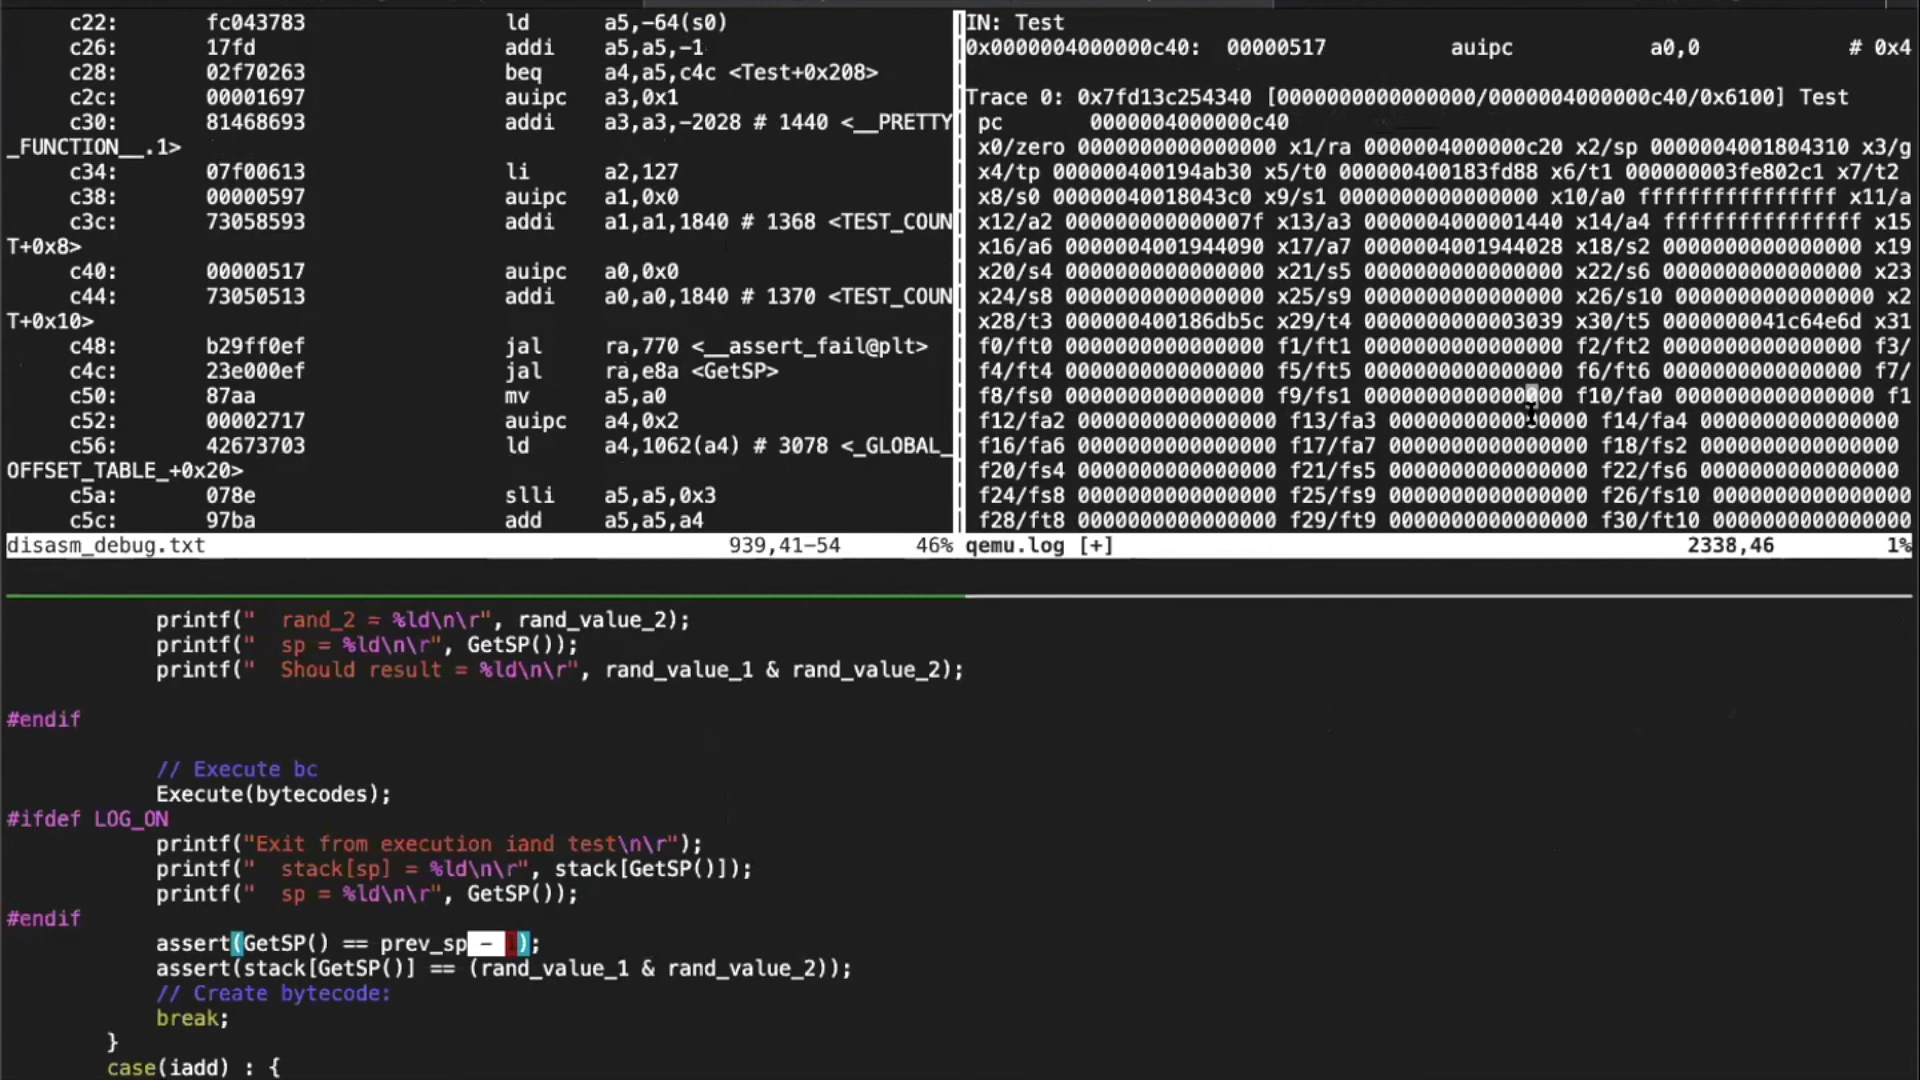 c22: fc043783 ld a5,-64(s0)
c26: 17fd addi a5,a5,-1
c28: 02f70263 beq a4,a5,c4c <Test+0x208>
c2c: 00001697 auipc a3,0x1
c30: 81468693 addi a3,a3,-2028 # 1440 <__PRETTY
_FUNCTION__.1>
c34: 07f00613 li a2,127
c38: 00000597 auipc a1,0x0
c3c: 73058593 addi a1,a1,1840 # 1368 <TEST_COUN
T+0x8>
c40: 00000517 auipc a0,0x0
c44: 73050513 addi a0,a0,1840 # 1370 <TEST_COUN
T+0x10>
c48: b29ff0ef jal ra,770 <__assert_fail@plt>
c4c: 23e000ef jal ra,e8a <GetSP>
c50: 87aa mv a5,a0
c52: 00002717 auipc a4,0x2
c56: 42673703 ld a4,1062(a4) # 3078 <_GLOBAL_
OFFSET_TABLE_+0x20>
c5a: 078e slli a5,a5,0x3
c5c: 97ba add a5,a5,a4
disasm_debug.txt 939,41-54 46%
IN: Test
0x0000004000000c40: 00000517 auipc a0,0 # 0x4
Trace 0: 0x7fd13c254340 [0000000000000000/0000004000000c40/0x6100] Test
pc 0000004000000c40
x0/zero 0000000000000000 x1/ra 0000004000000c20 x2/sp 0000004001804310 x3/g
x4/tp 000000400194ab30 x5/t0 000000400183fd88 x6/t1 000000003fe802c1 x7/t2
x8/s0 00000040018043c0 x9/s1 0000000000000000 x10/a0 ffffffffffffffff x11/a
x12/a2 000000000000007f x13/a3 0000004000001440 x14/a4 ffffffffffffffff x15
x16/a6 0000004001944090 x17/a7 0000004001944028 x18/s2 0000000000000000 x19
x20/s4 0000000000000000 x21/s5 0000000000000000 x22/s6 0000000000000000 x23
x24/s8 0000000000000000 x25/s9 0000000000000000 x26/s10 0000000000000000 x2
x28/t3 000000400186db5c x29/t4 0000000000003039 x30/t5 0000000041c64e6d x31
f0/ft0 0000000000000000 f1/ft1 0000000000000000 f2/ft2 0000000000000000 f3/
f4/ft4 0000000000000000 f5/ft5 0000000000000000 f6/ft6 0000000000000000 f7/
f8/fs0 0000000000000000 f9/fs1 0000000000000000 f10/fa0 0000000000000000 f1
f12/fa2 0000000000000000 f13/fa3 0000000000000000 f14/fa4 0000000000000000
f16/fa6 0000000000000000 f17/fa7 0000000000000000 f18/fs2 0000000000000000
f20/fs4 0000000000000000 f21/fs5 0000000000000000 f22/fs6 0000000000000000
f24/fs8 0000000000000000 f25/fs9 0000000000000000 f26/fs10 0000000000000000
f28/ft8 0000000000000000 f29/ft9 0000000000000000 f30/ft10 0000000000000000
qemu.log [+] 2338,46 1%
printf("  rand_2 = %ld\n\r", rand_value_2);
printf("  sp = %ld\n\r", GetSP());
printf("  Should result = %ld\n\r", rand_value_1 & rand_value_2);
#endif
// Execute bc
Execute(bytecodes);
#ifdef LOG_ON
printf("Exit from execution iand test\n\r");
printf("  stack[sp] = %ld\n\r", stack[GetSP()]);
printf("  sp = %ld\n\r", GetSP());
#endif
assert(GetSP() == prev_sp - 1);
assert(stack[GetSP()] == (rand_value_1 & rand_value_2));
// Create bytecode:
break;
}
case(iadd) : {